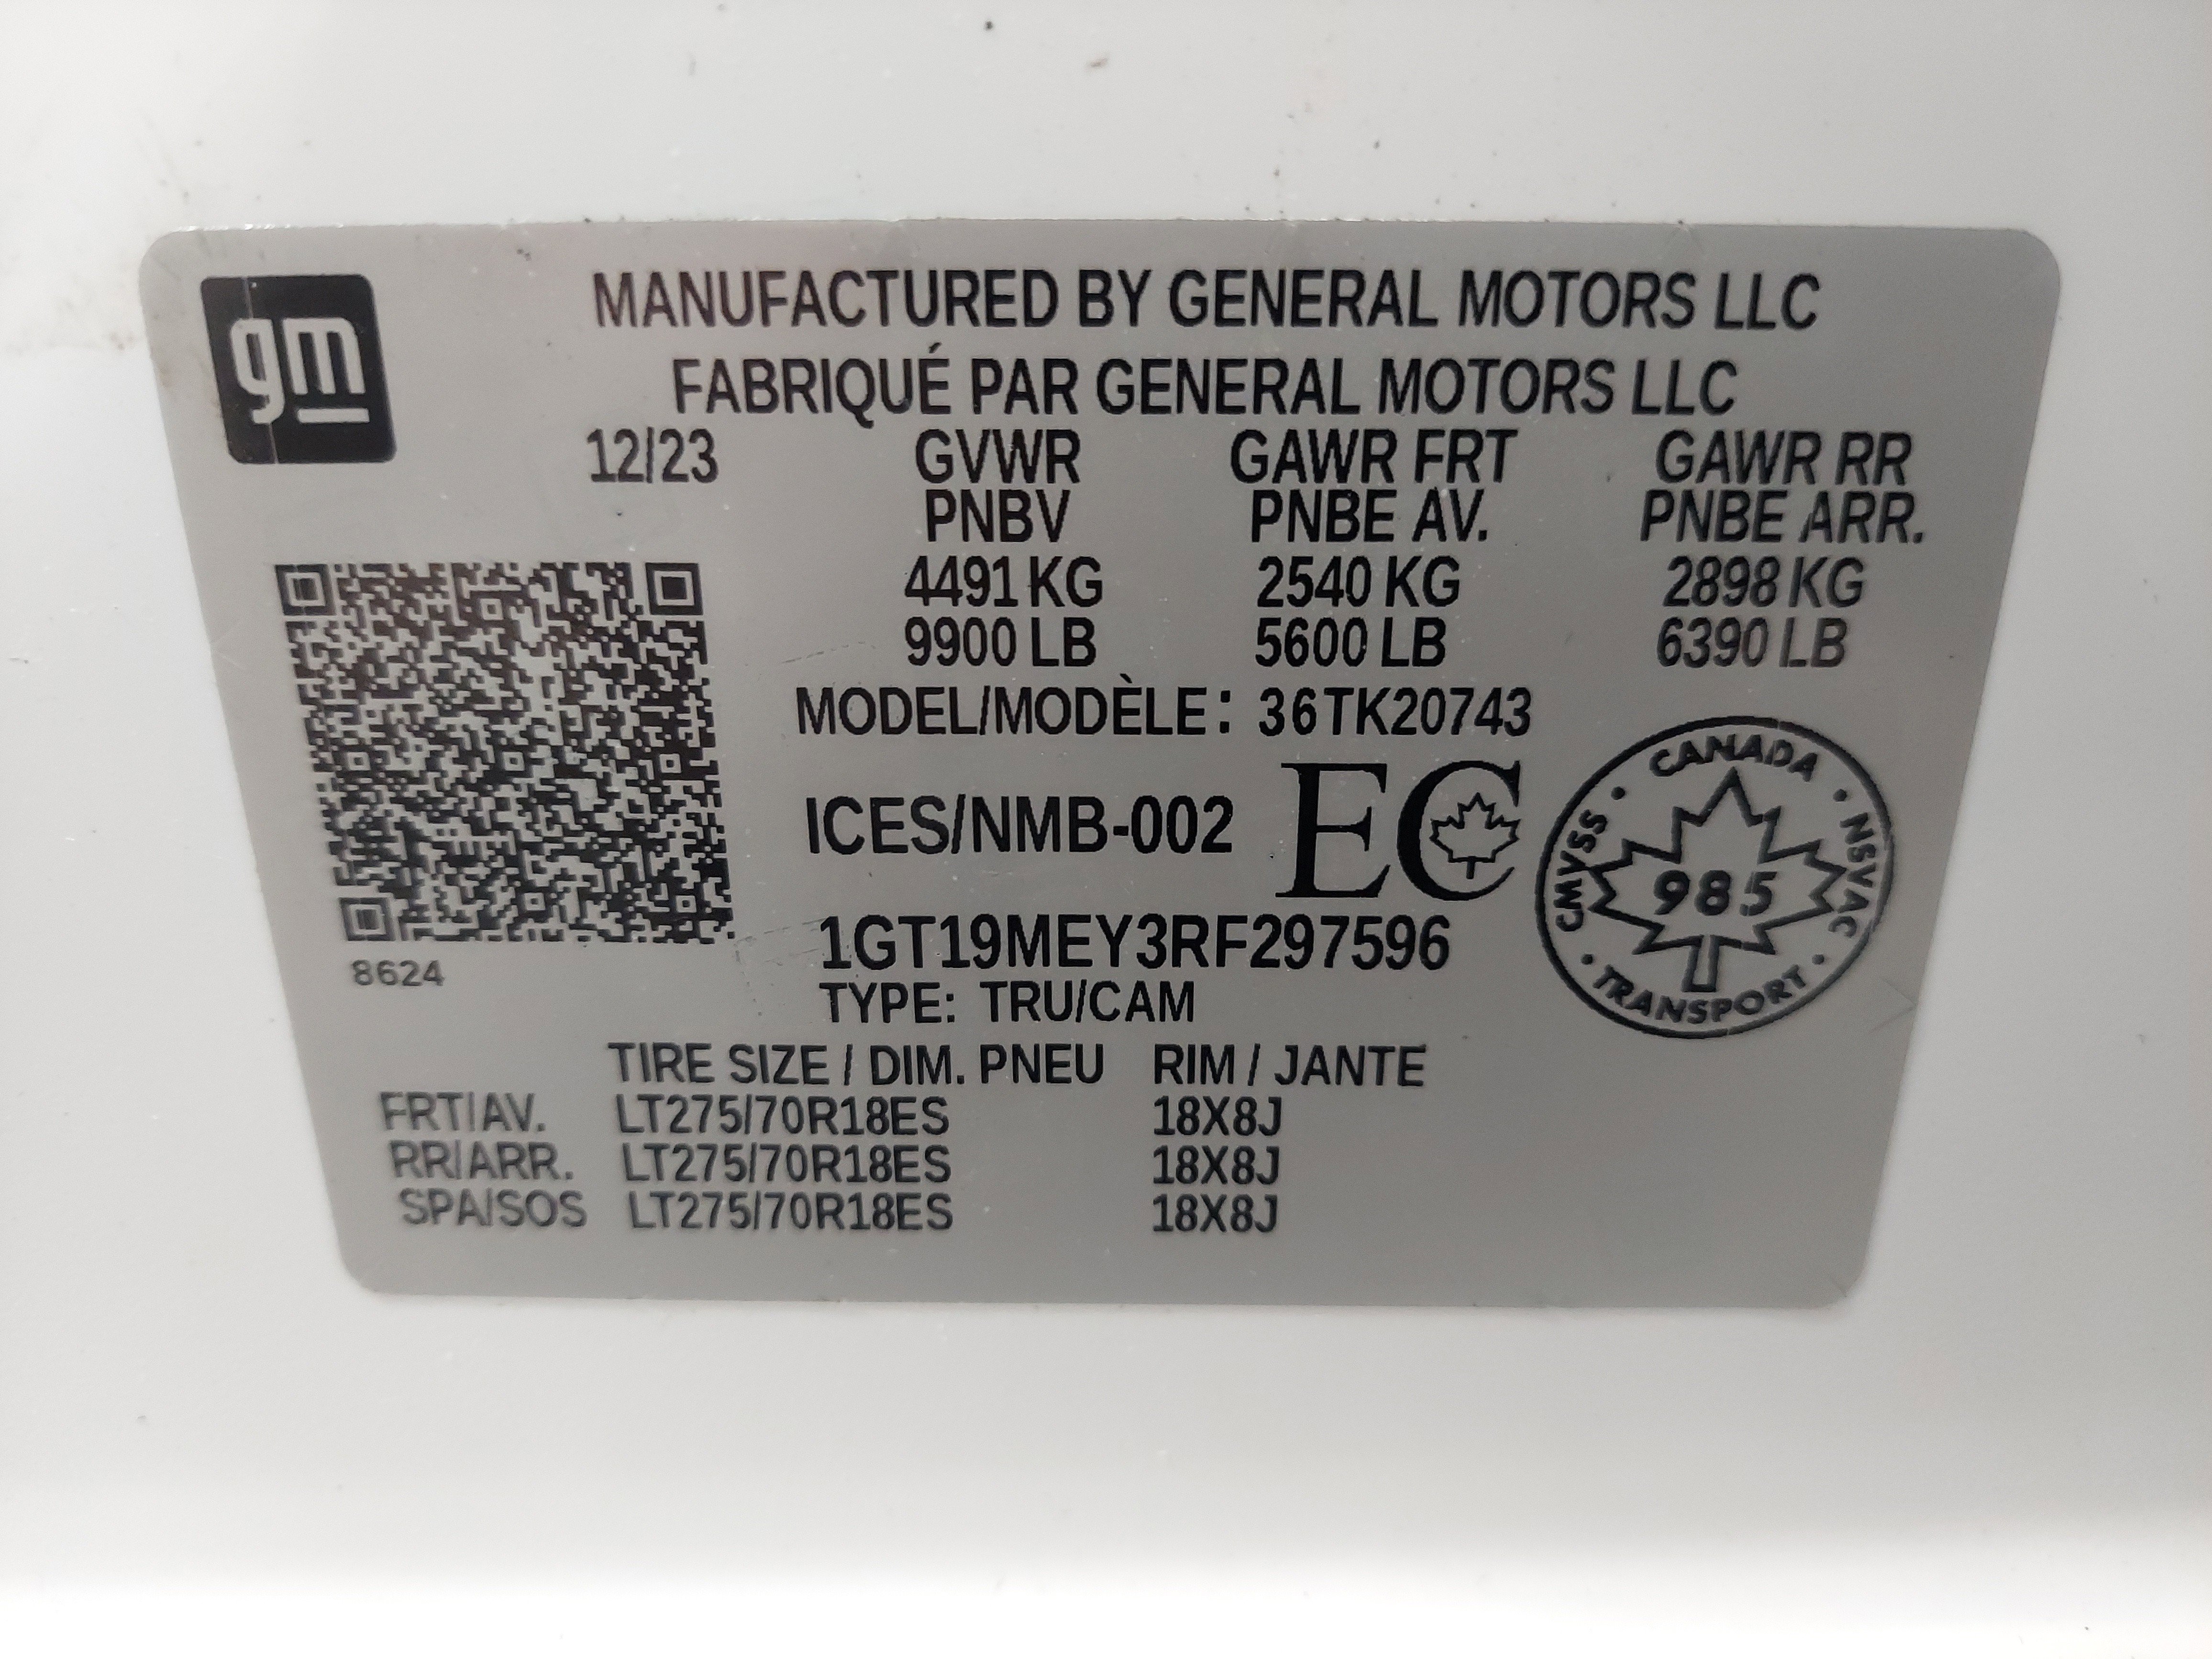 gm
MANUFACTURED BY GENERAL MOTORS LLC
FABRIQUÉ PAR GENERAL MOTORS LLC
12/23 GVWR GAWR FRT GAWR RR
PNBV PNBE AV. PNBE ARR.
4491 KG 2540 KG 2898 KG
9900 LB 5600 LB 6390 LB
MODEL/MODÈLE: 36TK20743
ICES/NMB-002 EC
CANADA
CMVSS 985 NSVAC
TRANSPORT
1GT19MEY3RF297596
8624
TYPE: TRU/CAM
TIRE SIZE / DIM. PNEU RIM / JANTE
FRT/AV. LT275/70R18ES 18X8J
RR/ARR. LT275/70R18ES 18X8J
SPA/SOS LT275/70R18ES 18X8J